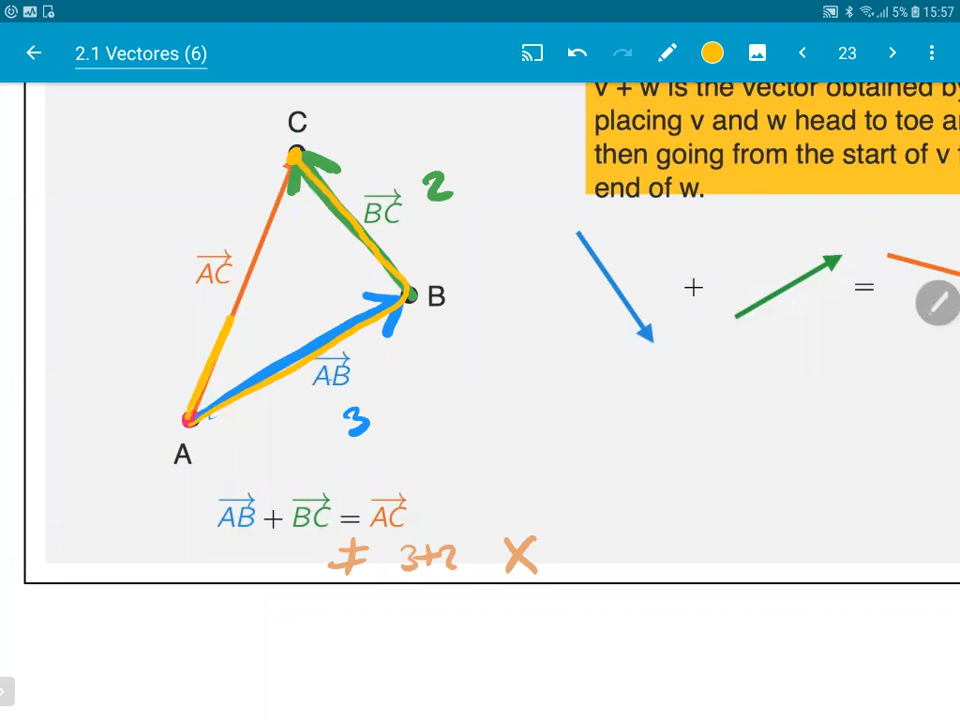 5% 15:57
2.1 Vectores (6)
23
v + w is the vector obtained by
placing v and w head to toe
then going from the start of v
end of w.
C
BC
2
AC
B
AB
3
A
+
=
AB + BC = AC
≠ 3+2 X